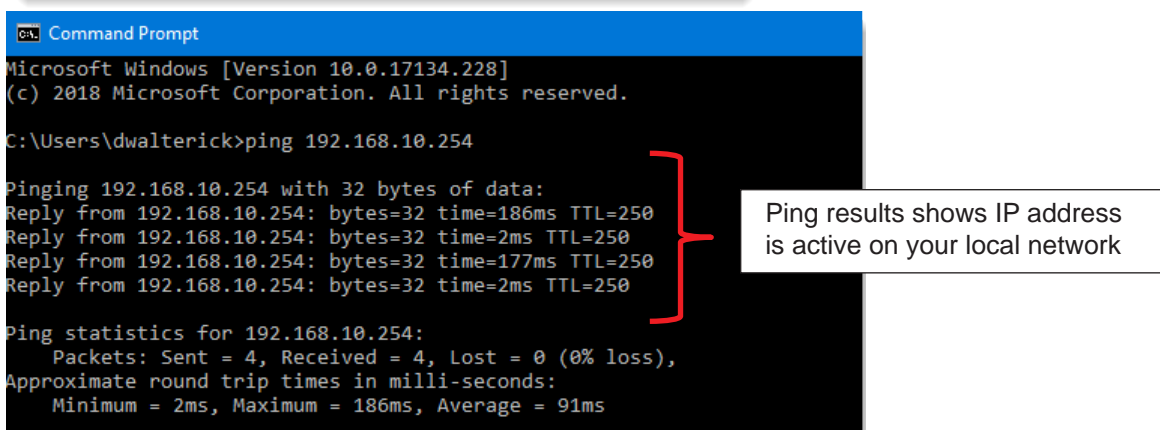 Command Prompt
Microsoft Windows [Version 10.0.17134.228]
(c) 2018 Microsoft Corporation. All rights reserved.
C:\Users\dwalterick>ping 192.168.10.254
Pinging 192.168.10.254 with 32 bytes of data:
Reply from 192.168.10.254: bytes=32 time=186ms TTL=250
Reply from 192.168.10.254: bytes=32 time=2ms TTL=250
Reply from 192.168.10.254: bytes=32 time=177ms TTL=250
Reply from 192.168.10.254: bytes=32 time=2ms TTL=250
Ping statistics for 192.168.10.254:
Packets: Sent = 4, Received = 4, Lost = 0 (0% loss),
Approximate round trip times in milli-seconds:
Minimum = 2ms, Maximum = 186ms, Average = 91ms
Ping results shows IP address
is active on your local network